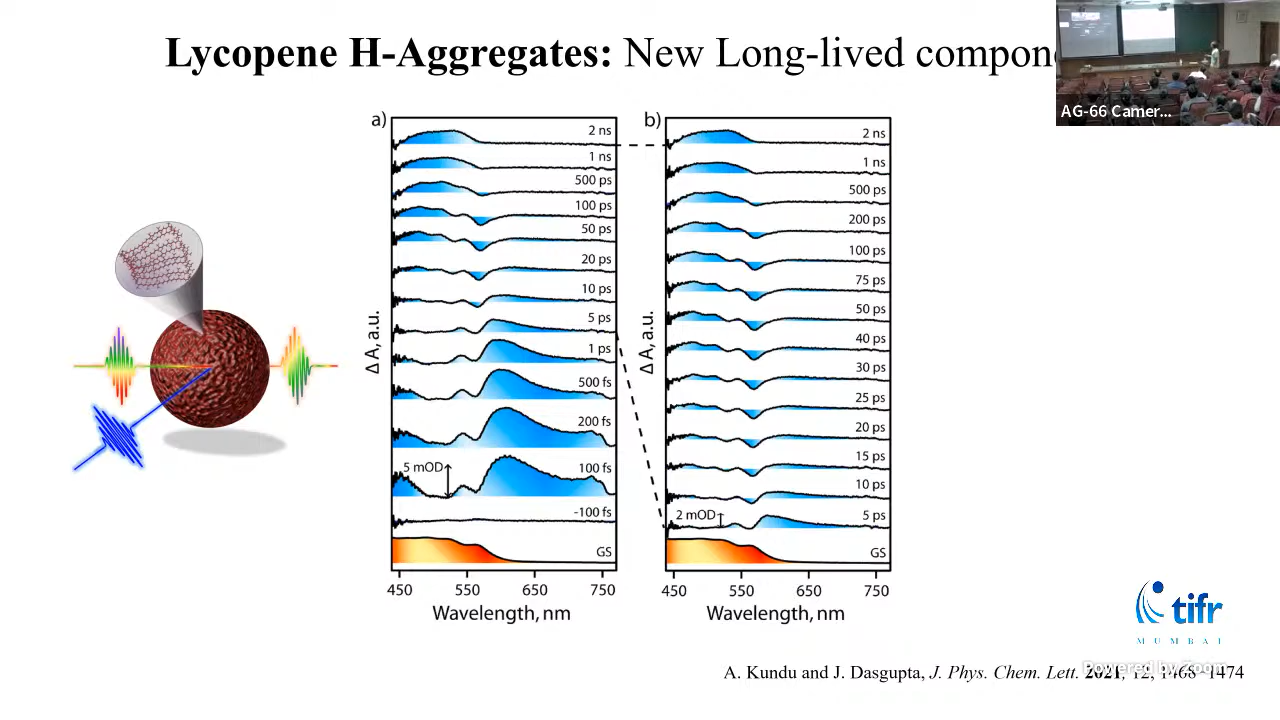 Lycopene H-Aggregates: New Long-lived compon
AG-66 Camer...
a)
2 ns
1 ns
500 ps
100 ps
50 ps
20 ps
10 ps
5 ps
1 ps
500 fs
200 fs
5 mOD
100 fs
-100 fs
GS
Δ A, a.u.
450 550 650 750
Wavelength, nm
b)
2 ns
1 ns
500 ps
200 ps
100 ps
75 ps
50 ps
40 ps
30 ps
25 ps
20 ps
15 ps
10 ps
2 mOD
5 ps
GS
Δ A, a.u.
450 550 650 750
Wavelength, nm
tifr
MUMBAI
Powered by Zoom
A. Kundu and J. Dasgupta, J. Phys. Chem. Lett. 2021, 12, 1468-1474